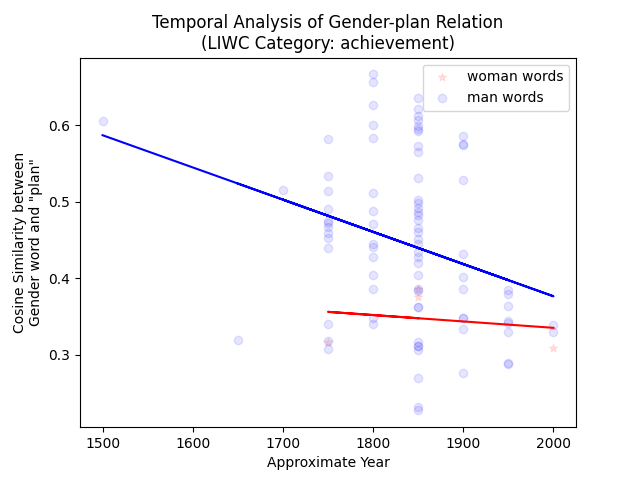 Temporal Analysis of Gender-plan Relation
(LIWC Category: achievement)
woman words
man words
Cosine Similarity between
Gender word and "plan"
0.6
0.5
0.4
0.3
1500 1600 1700 1800 1900 2000
Approximate Year